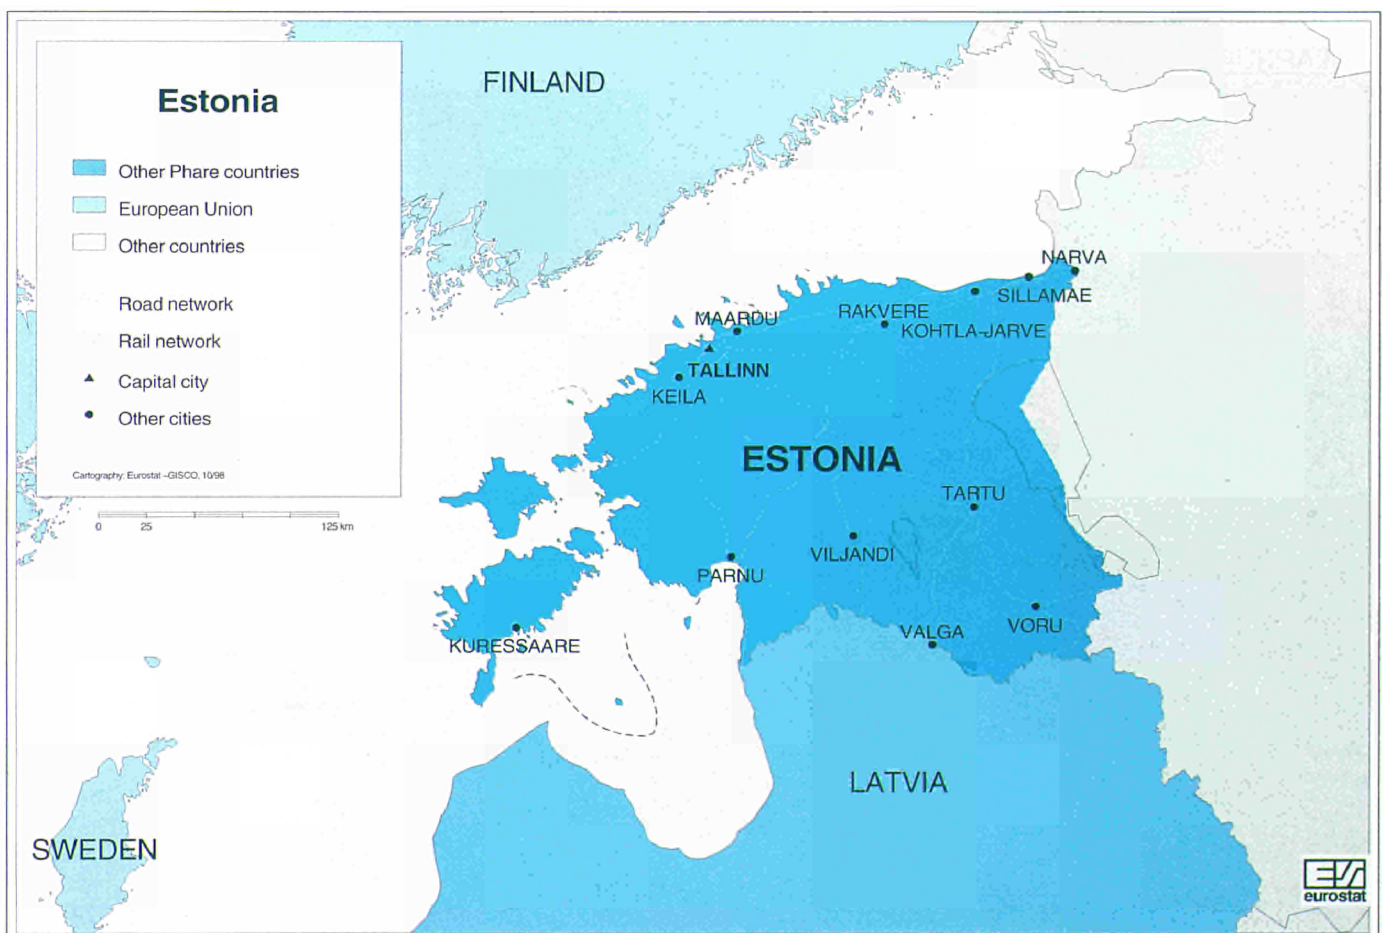 Estonia
Other Phare countries
European Union
Other countries
Road network
Rail network
Capital city
Other cities
Cartography: Eurostat –GISCO, 10/98
0 25 125 km
FINLAND
NARVA
SILLAMAE
RAKVERE
MAARDU
KOHTLA-JARVE
TALLINN
KEILA
ESTONIA
TARTU
VILJANDI
PARNU
VORU
VALGA
KURESSAARE
LATVIA
SWEDEN
eurostat